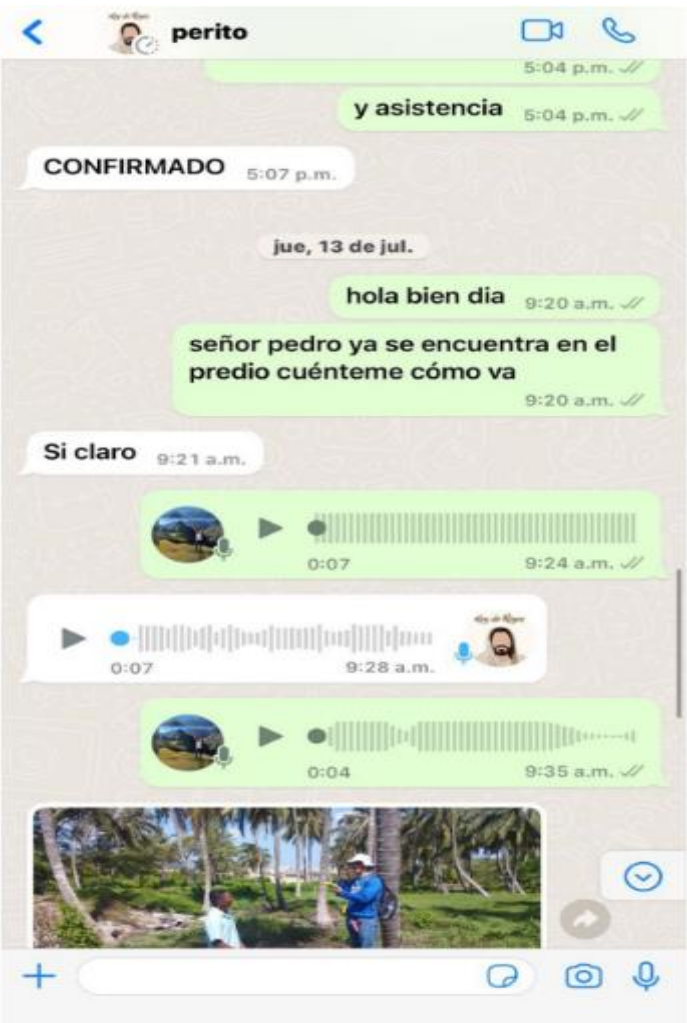 perito
5:04 p.m.
y asistencia 5:04 p.m.
CONFIRMADO 5:07 p.m.
jue, 13 de jul.
hola bien dia 9:20 a.m.
señor pedro ya se encuentra en el
predio cuénteme cómo va
9:20 a.m.
Si claro 9:21 a.m.
0:07 9:24 a.m.
0:07 9:28 a.m.
0:04 9:35 a.m.